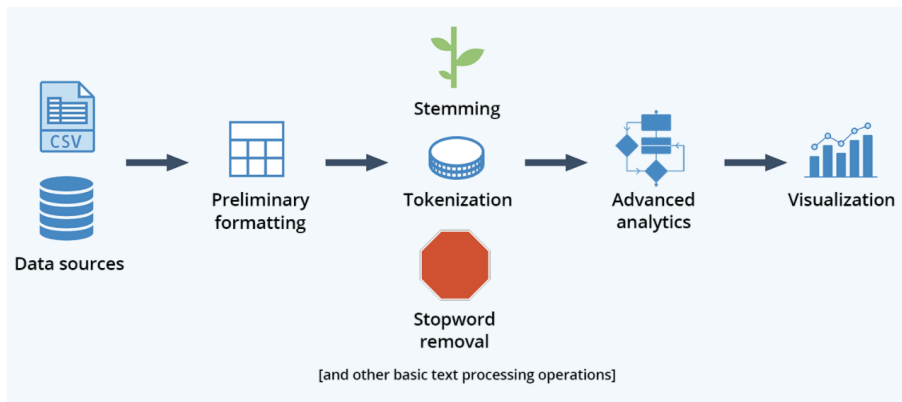 CSV
Data sources
Preliminary
formatting
Stemming
Tokenization
Stopword
removal
[and other basic text processing operations]
Advanced
analytics
Visualization